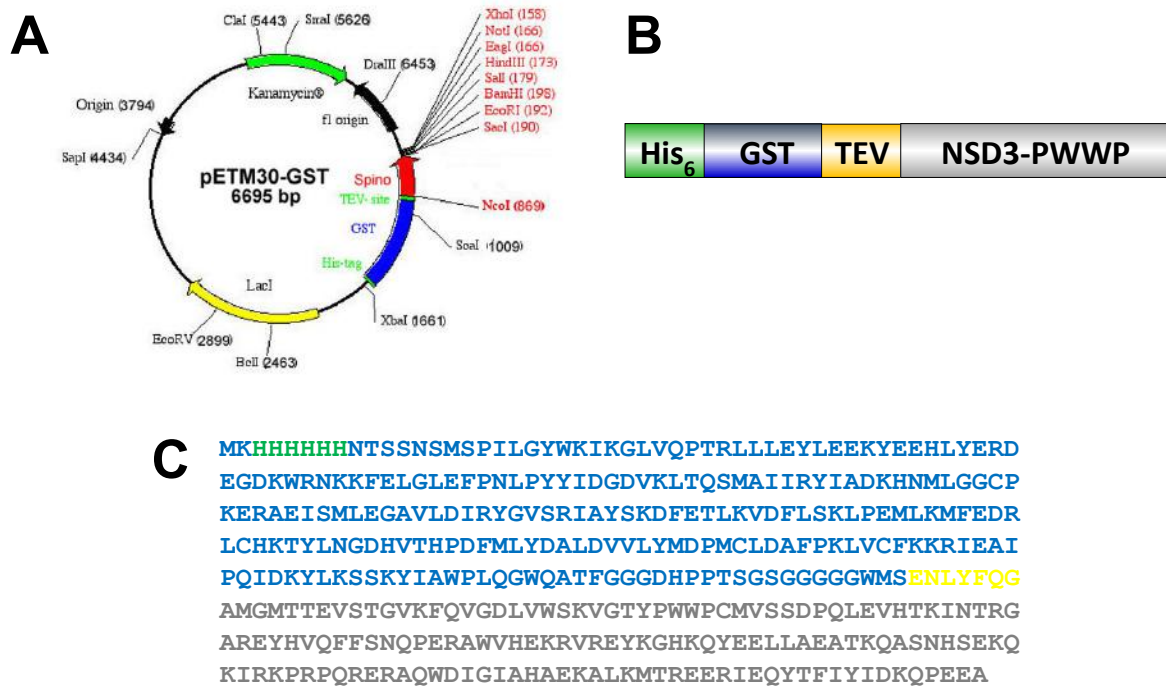 A
ClaI (5443)
SmaI (5626)
XhoI (158)
NotI (166)
EagI (166)
HindIII (173)
SalI (179)
BamHI (198)
EcoRI (192)
SacI (190)
DraIII (6453)
Kanamycin®
f1 origin
Origin (3794)
SapI (4434)
pETM30-GST
6695 bp
Spino
TEV-site
NcoI (869)
GST
(1009)
His-tag
LacI
XbaI (1661)
EcoRV (2899)
BclI (2463)
B
His6 GST TEV NSD3-PWWP
C
MKHHHHHHNTSSNSMSPILGYWKIKGLVQPTRLLLEYLEEKYEEHLYERD
EGDKWRNKKFELGLEFPNLPYYIDGDVKLTQSMAIIRYIADKHNMLGGCP
KERAEISMLEGAVLDIRYGVSRIAYSKDFETLKVDFLSKLPEMLKMFEDR
LCHKTYLNGDHVTHPDFMLYDALDVVLYMDPMCLDAFPKLVCFKKRIEAI
PQIDKYLKSSKYIAWPLQGWQATFGGGDHPPTSGSGGGGGWMSENLYFQG
AMGMTTEVSTGVKFQVGDLVWSKVGTYPWWPCMVSSDPQLEVHTKINTRG
AREYHVQFFSNQPERAWVHEKRVREYKGHKQYEELLAEATKQASNHSEKQ
KIRKPRPQRERAQWDIGIAHAEKALKMTREERIEQYTFIYIDKQPEEA